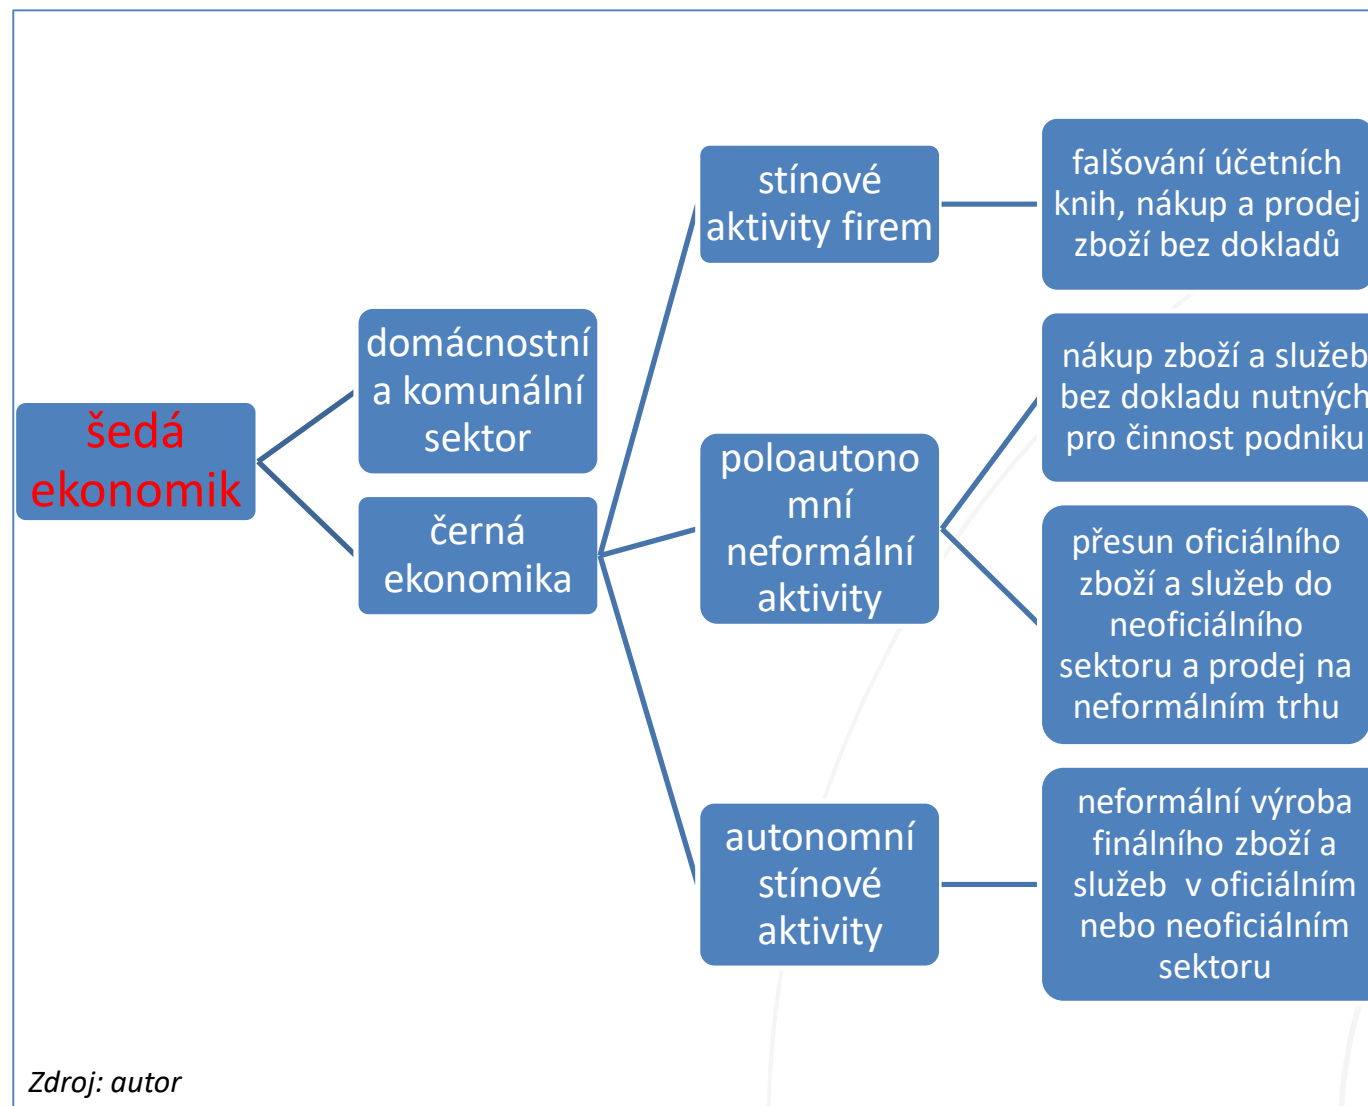 šedá
ekonomik
domácnostní
a komunální
sektor
černá
ekonomika
stínové
aktivity firem
poloautono
mní
neformální
aktivity
autonomní
stínové
aktivity
falšování účetních
knih, nákup a prodej
zboží bez dokladů
nákup zboží a služeb
bez dokladu nutných
pro činnost podniku
přesun oficiálního
zboží a služeb do
neoficiálního
sektoru a prodej na
neformálním trhu
neformální výroba
finálního zboží a
služeb v oficiálním
nebo neoficiálním
sektoru
Zdroj: autor